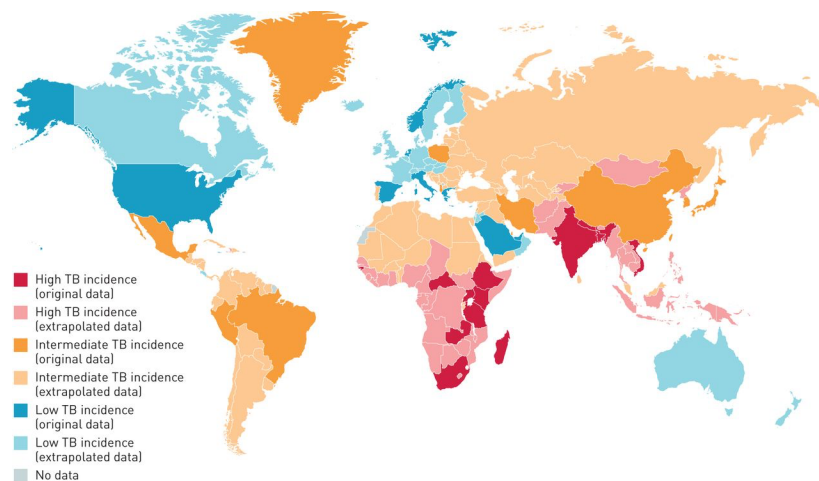 High TB incidence
(original data)
High TB incidence
(extrapolated data)
Intermediate TB incidence
(original data)
Intermediate TB incidence
(extrapolated data)
Low TB incidence
(original data)
Low TB incidence
(extrapolated data)
No data